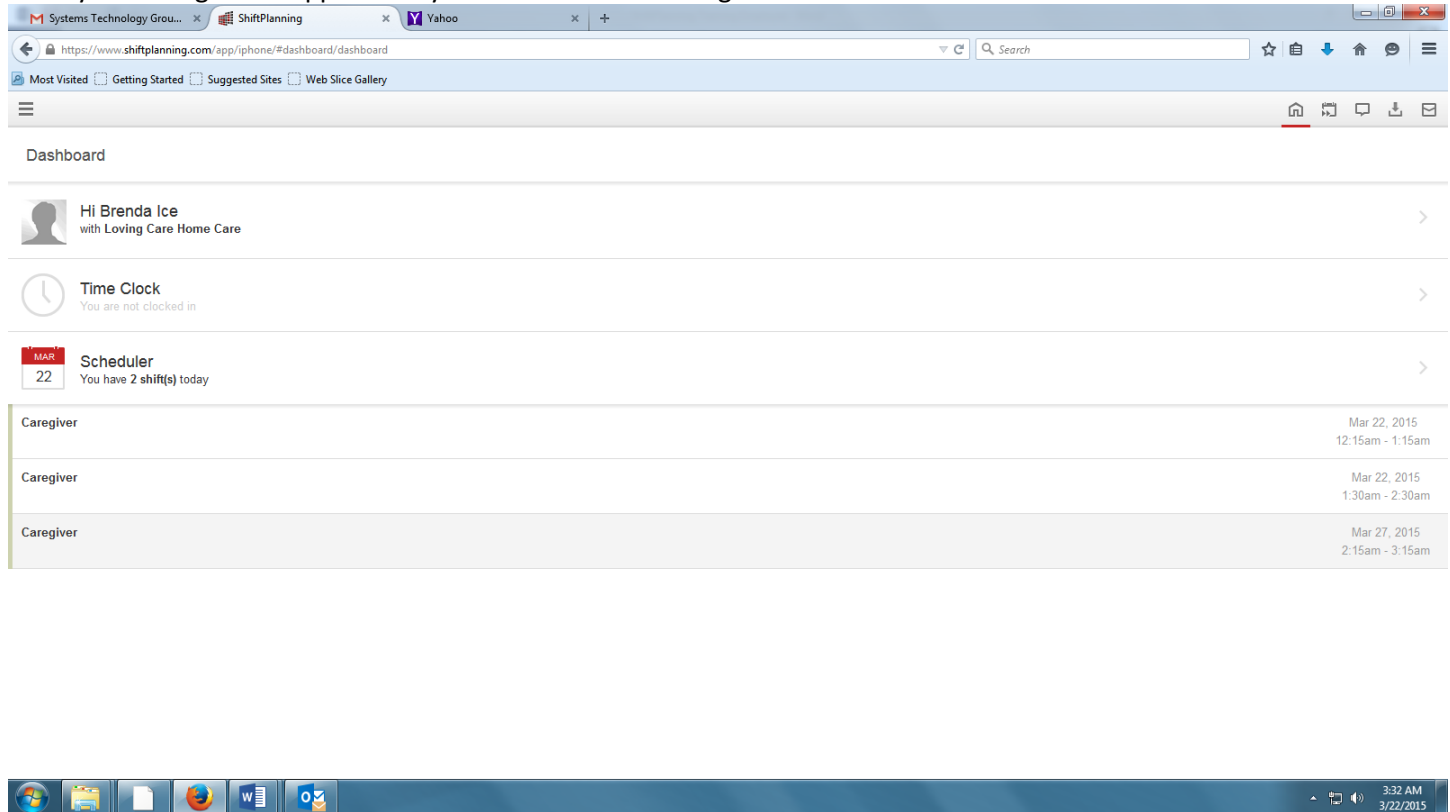 Systems Technology Grou...
ShiftPlanning
Yahoo
https://www.shiftplanning.com/app/iphone/#dashboard/dashboard
Search
Most Visited
Getting Started
Suggested Sites
Web Slice Gallery
Dashboard
Hi Brenda Ice
with Loving Care Home Care
Time Clock
You are not clocked in
MAR
22
Scheduler
You have 2 shift(s) today
Caregiver
Mar 22, 2015
12:15am - 1:15am
Caregiver
Mar 22, 2015
1:30am - 2:30am
Caregiver
Mar 27, 2015
2:15am - 3:15am
3:32 AM
3/22/2015